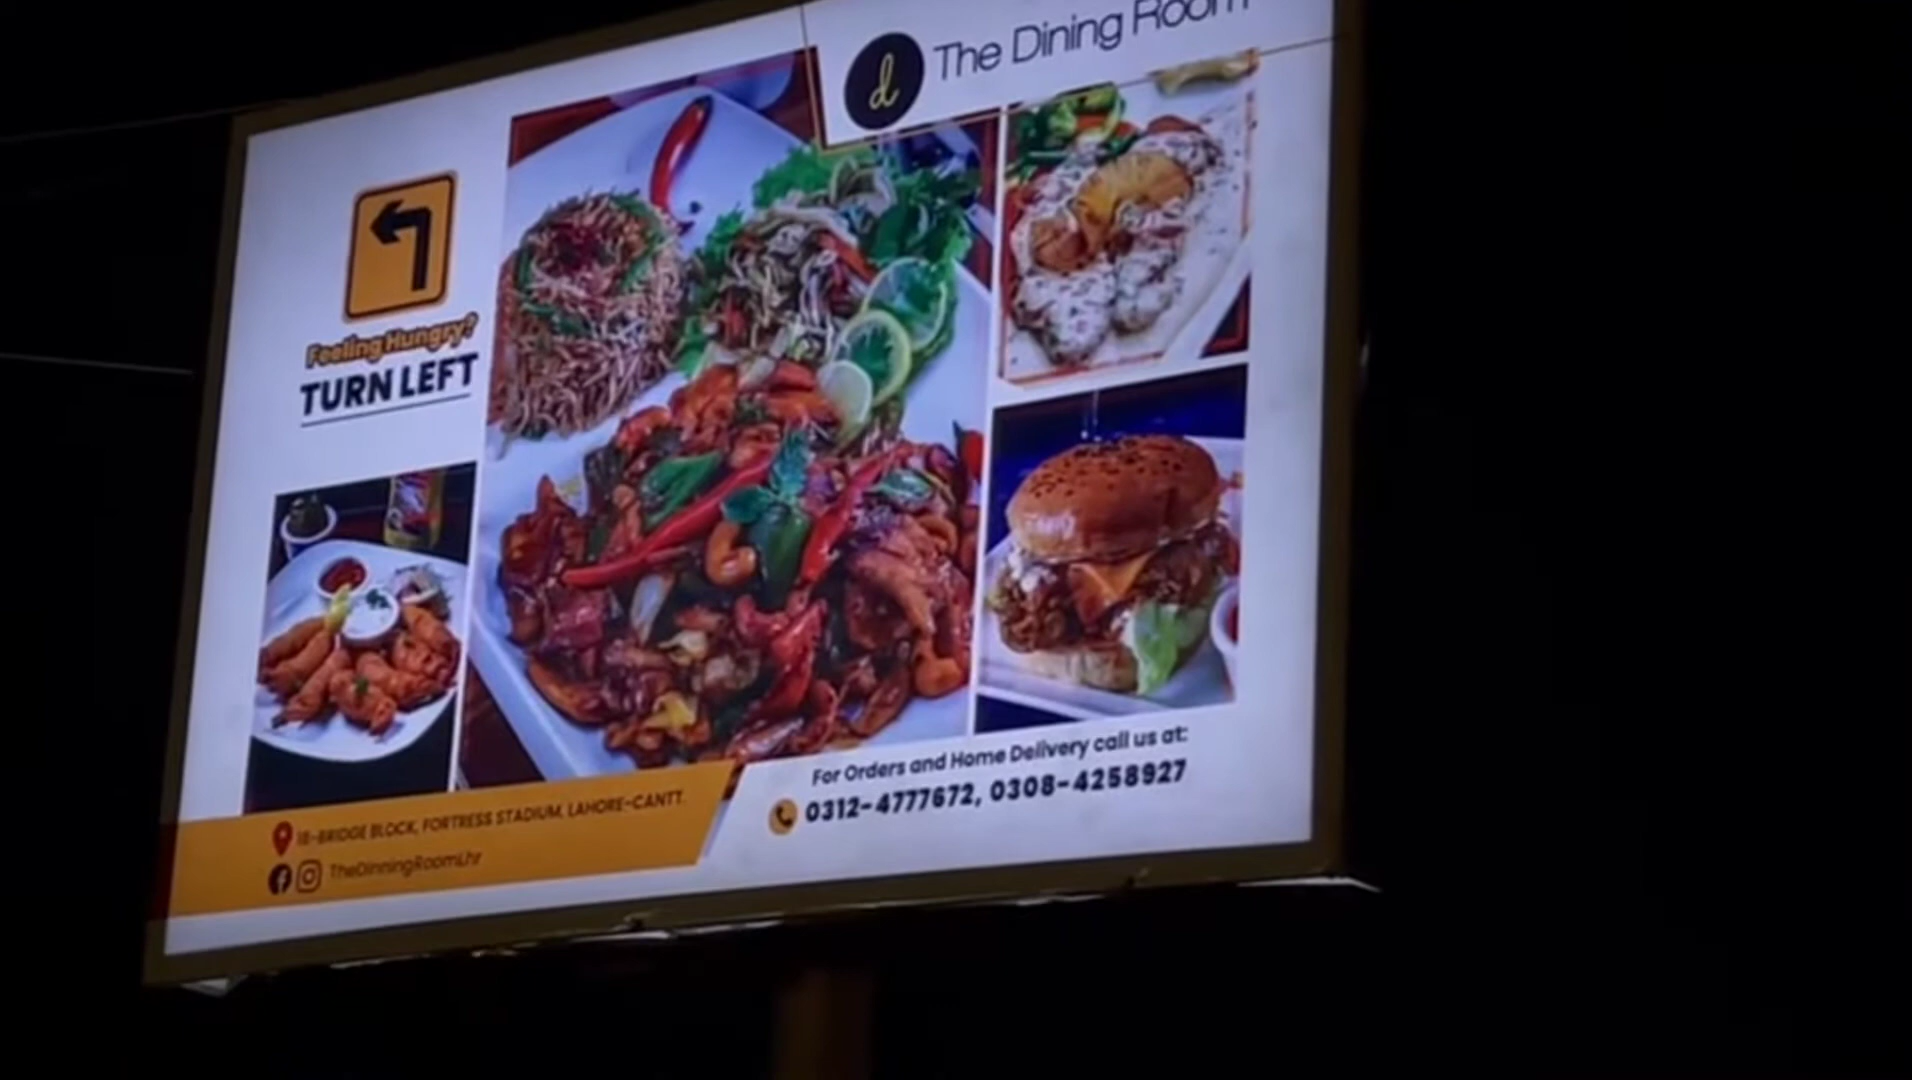 d The Dining Room
Feeling Hungry?
TURN LEFT
For Orders and Home Delivery call us at:
0312-4777672, 0308-4258927
18-BRIDGE BLOCK, FORTRESS STADIUM, LAHORE-CANTT.
TheDinningRoomLhr